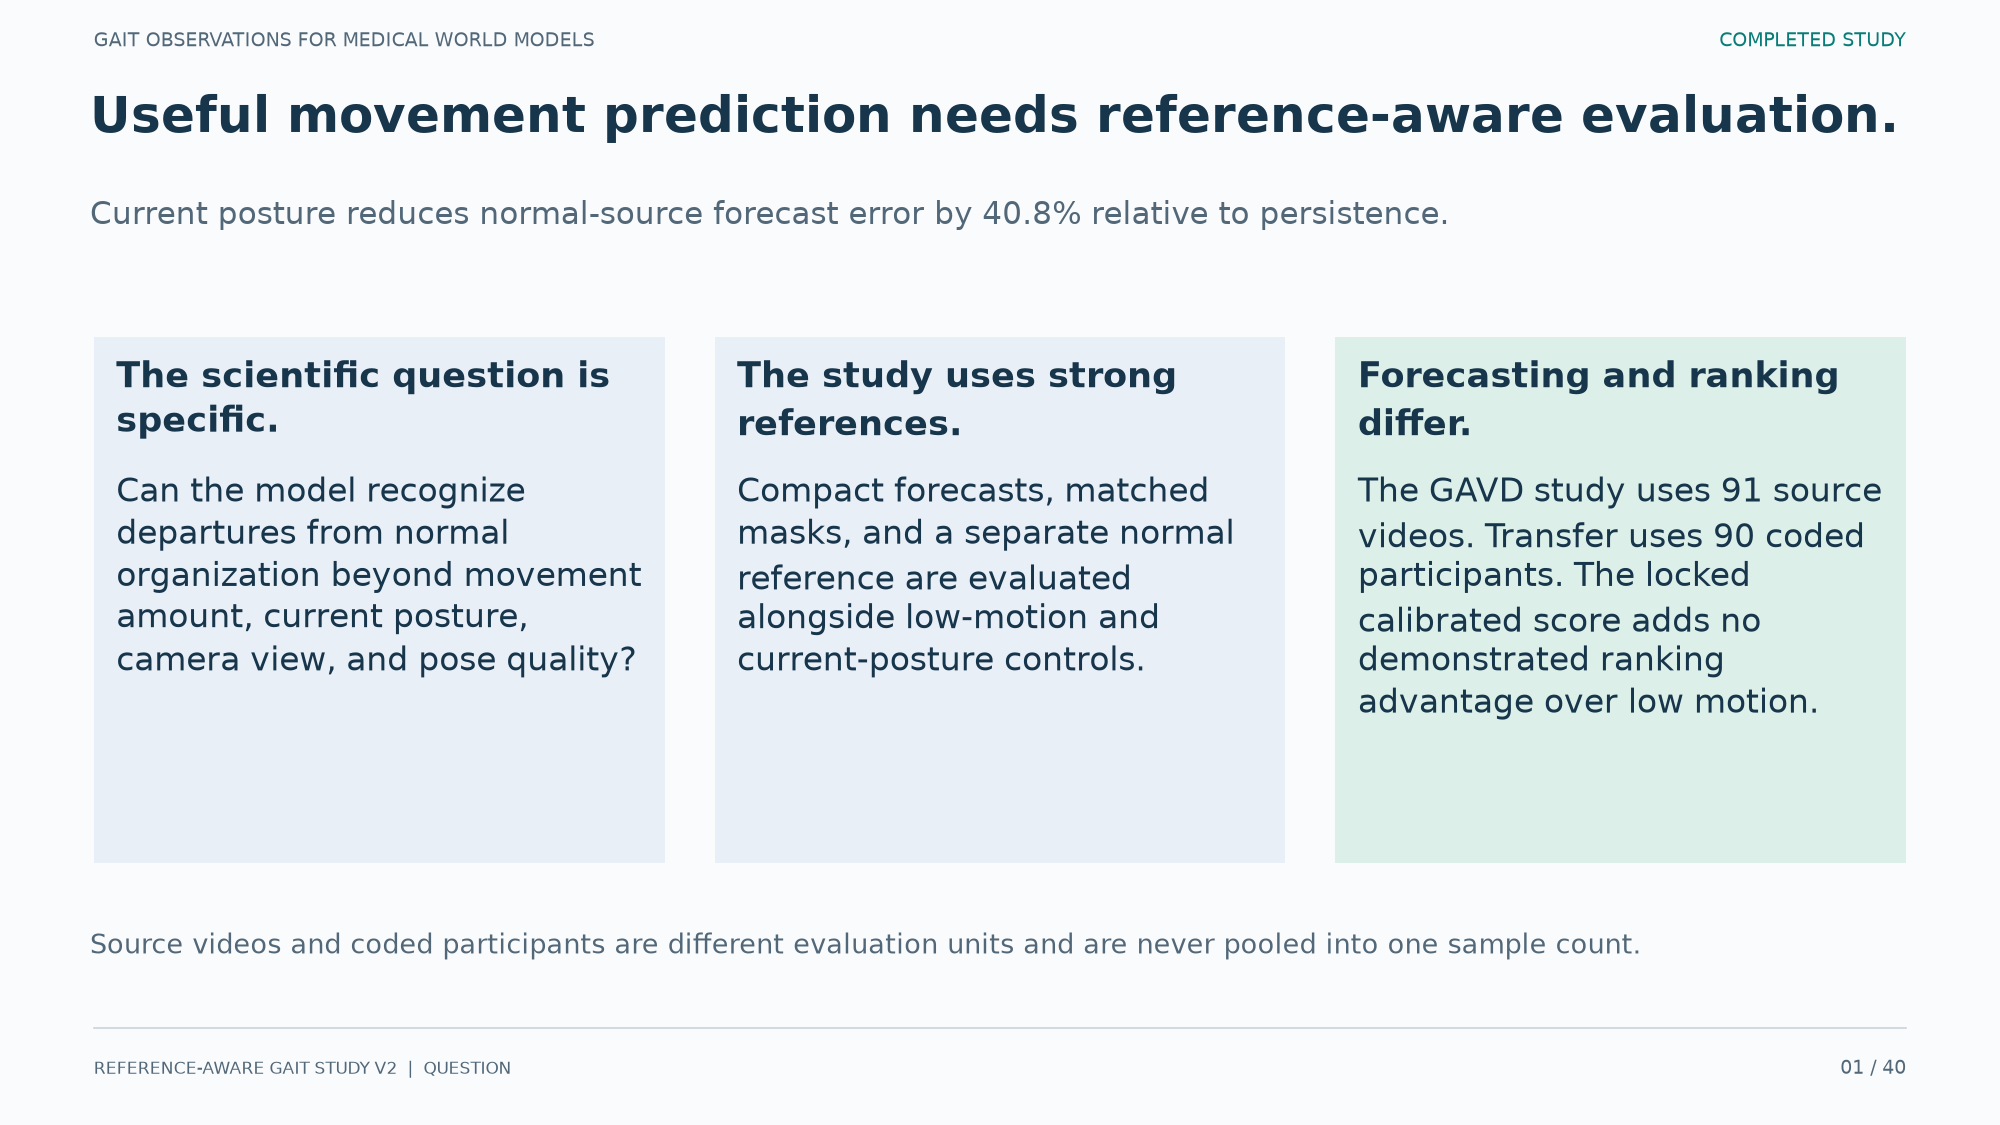 GAIT OBSERVATIONS FOR MEDICAL WORLD MODELS
COMPLETED STUDY
Useful movement prediction needs reference-aware evaluation.
Current posture reduces normal-source forecast error by 40.8% relative to persistence.
The scientific question is
specific.
Can the model recognize
departures from normal
organization beyond movement
amount, current posture,
camera view, and pose quality?
The study uses strong
references.
Compact forecasts, matched
masks, and a separate normal
reference are evaluated
alongside low-motion and
current-posture controls.
Forecasting and ranking
differ.
The GAVD study uses 91 source
videos. Transfer uses 90 coded
participants. The locked
calibrated score adds no
demonstrated ranking
advantage over low motion.
Source videos and coded participants are different evaluation units and are never pooled into one sample count.
REFERENCE-AWARE GAIT STUDY V2 | QUESTION
01 / 40